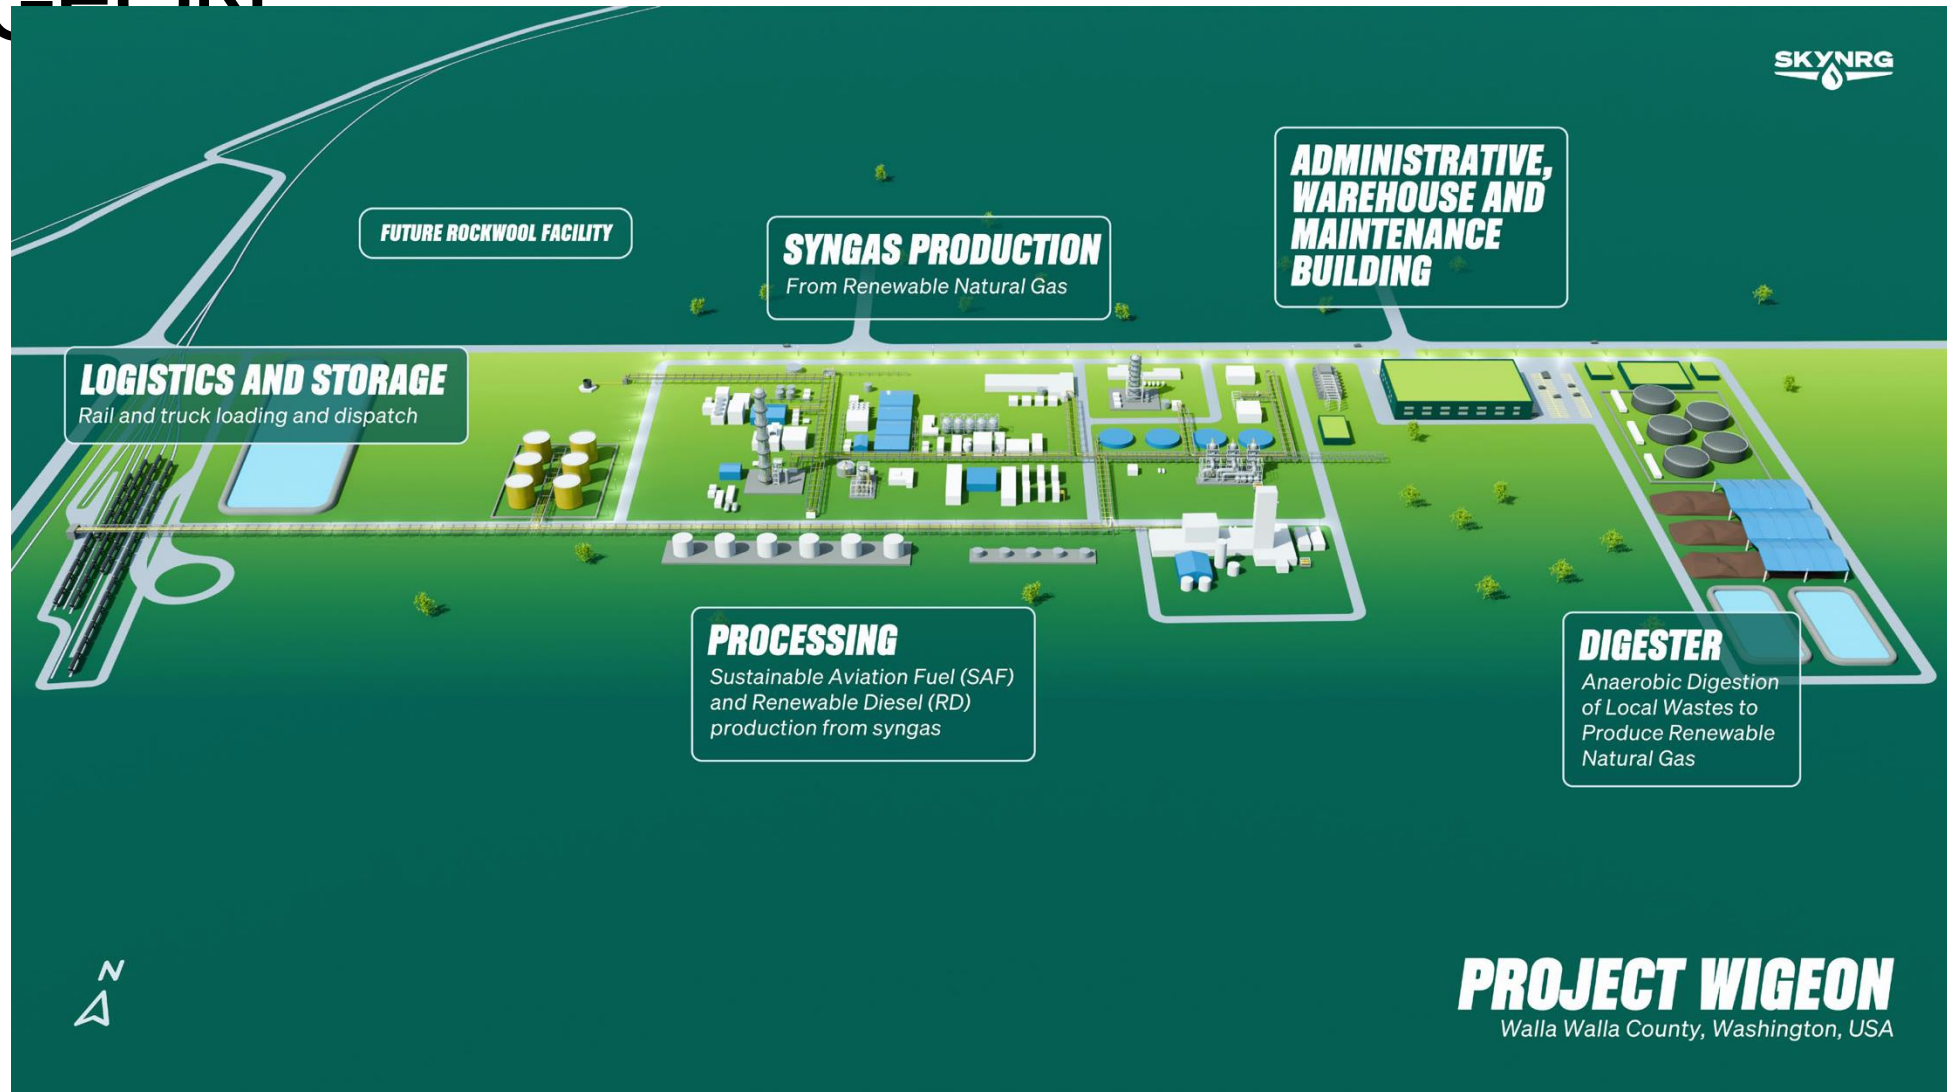 SKYNRG
ADMINISTRATIVE,
WAREHOUSE AND
MAINTENANCE
BUILDING
FUTURE ROCKWOOL FACILITY
SYNGAS PRODUCTION
From Renewable Natural Gas
LOGISTICS AND STORAGE
Rail and truck loading and dispatch
PROCESSING
Sustainable Aviation Fuel (SAF)
and Renewable Diesel (RD)
production from syngas
DIGESTER
Anaerobic Digestion
of Local Wastes to
Produce Renewable
Natural Gas
N
PROJECT WIGEON
Walla Walla County, Washington, USA